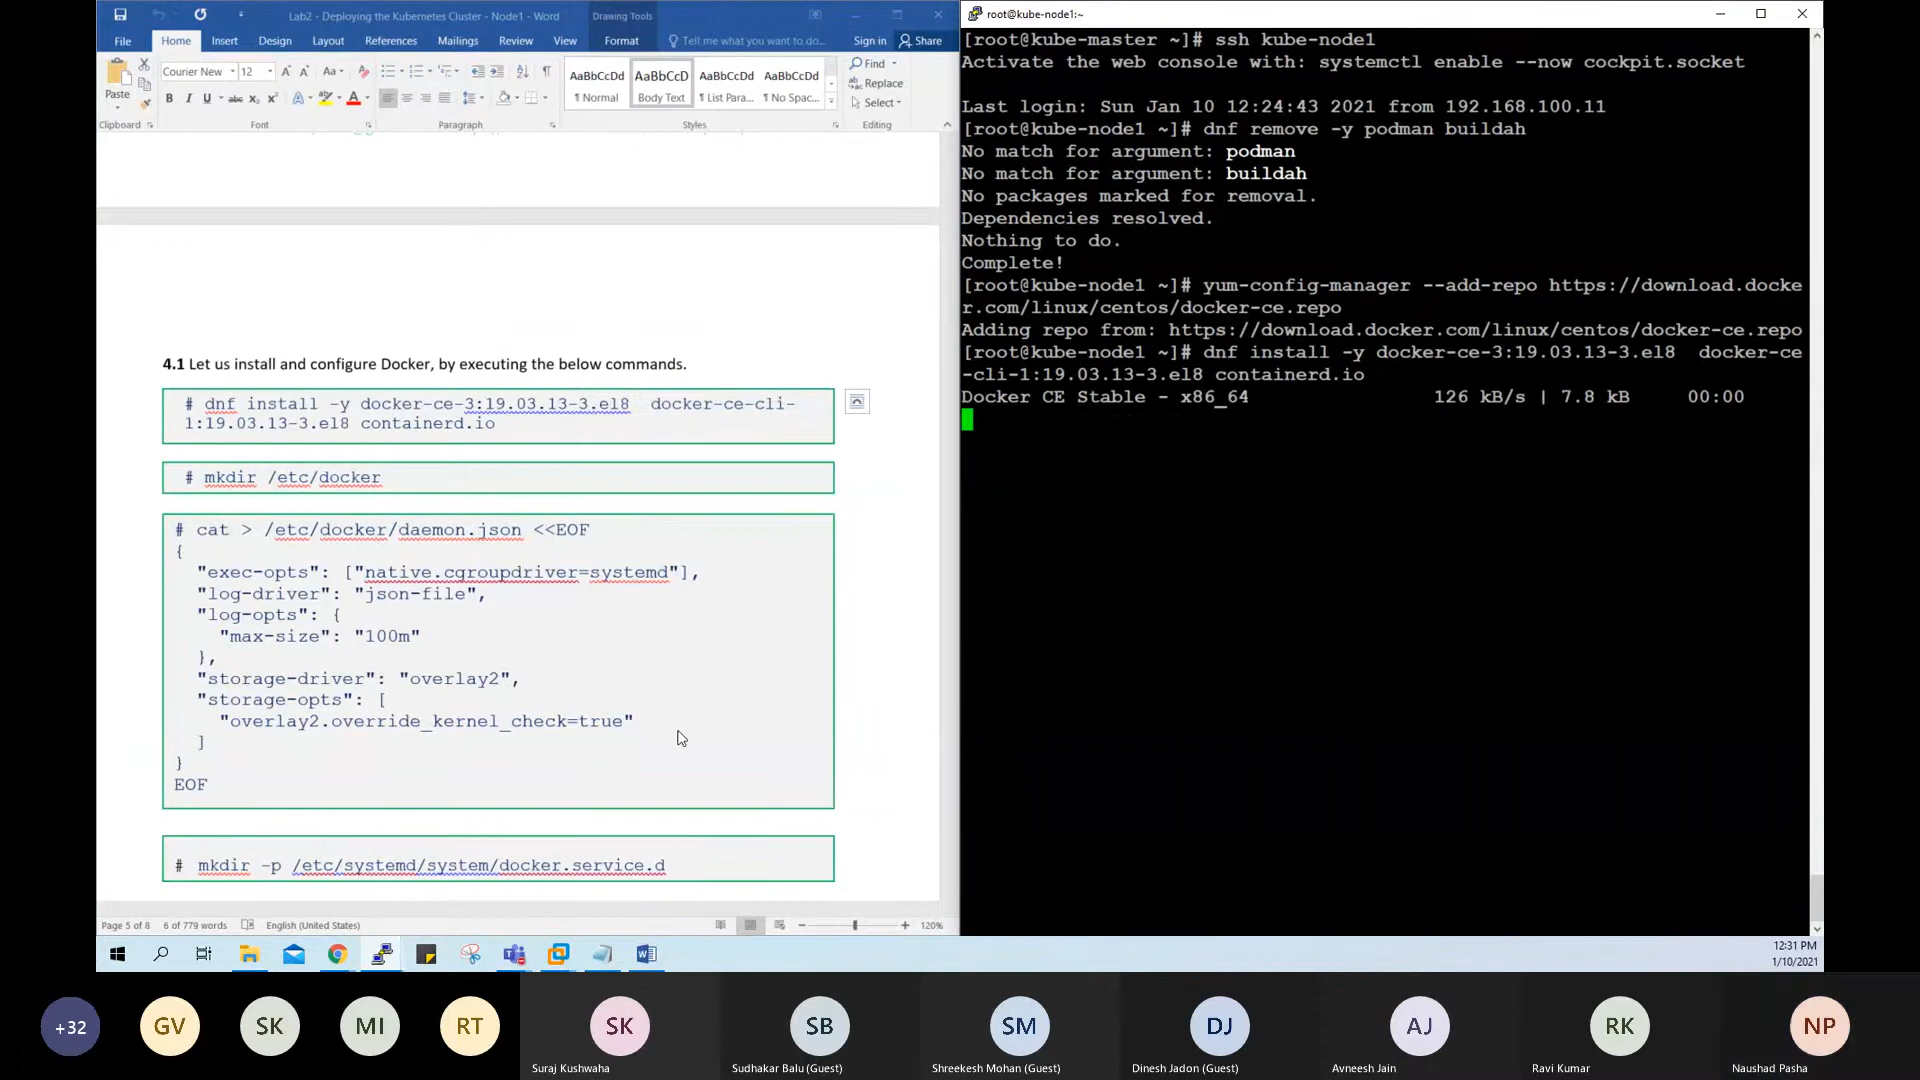 Lab2 - Deploying the Kubernetes Cluster - Node1 - Word
Drawing Tools
File
Home
Insert
Design
Layout
References
Mailings
Review
View
Format
Tell me what you want to do...
Sign in
Share
Paste
Courier New
12
Aa
B
I
U
abc
AaBbCcDd
AaBbCcD
AaBbCcDd
AaBbCcDd
¶ Normal
Body Text
¶ List Para...
¶ No Spac...
Find
Replace
Select
Clipboard
Font
Paragraph
Styles
Editing
4.1 Let us install and configure Docker, by executing the below commands.
# dnf install -y docker-ce-3:19.03.13-3.el8  docker-ce-cli-
1:19.03.13-3.el8 containerd.io
# mkdir /etc/docker
# cat > /etc/docker/daemon.json <<EOF
{
"exec-opts": ["native.cgroupdriver=systemd"],
"log-driver": "json-file",
"log-opts": {
"max-size": "100m"
},
"storage-driver": "overlay2",
"storage-opts": [
"overlay2.override_kernel_check=true"
]
}
EOF
# mkdir -p /etc/systemd/system/docker.service.d
Page 5 of 8
6 of 779 words
English (United States)
120%
root@kube-node1:~
[root@kube-master ~]# ssh kube-node1
Activate the web console with: systemctl enable --now cockpit.socket
Last login: Sun Jan 10 12:24:43 2021 from 192.168.100.11
[root@kube-node1 ~]# dnf remove -y podman buildah
No match for argument: podman
No match for argument: buildah
No packages marked for removal.
Dependencies resolved.
Nothing to do.
Complete!
[root@kube-node1 ~]# yum-config-manager --add-repo https://download.docke
r.com/linux/centos/docker-ce.repo
Adding repo from: https://download.docker.com/linux/centos/docker-ce.repo
[root@kube-node1 ~]# dnf install -y docker-ce-3:19.03.13-3.el8  docker-ce
-cli-1:19.03.13-3.el8 containerd.io
Docker CE Stable - x86_64 126 kB/s | 7.8 kB 00:00
12:31 PM
1/10/2021
+32
GV
SK
MI
RT
SK
SB
SM
DJ
AJ
RK
NP
Suraj Kushwaha
Sudhakar Balu (Guest)
Shreekesh Mohan (Guest)
Dinesh Jadon (Guest)
Avneesh Jain
Ravi Kumar
Naushad Pasha